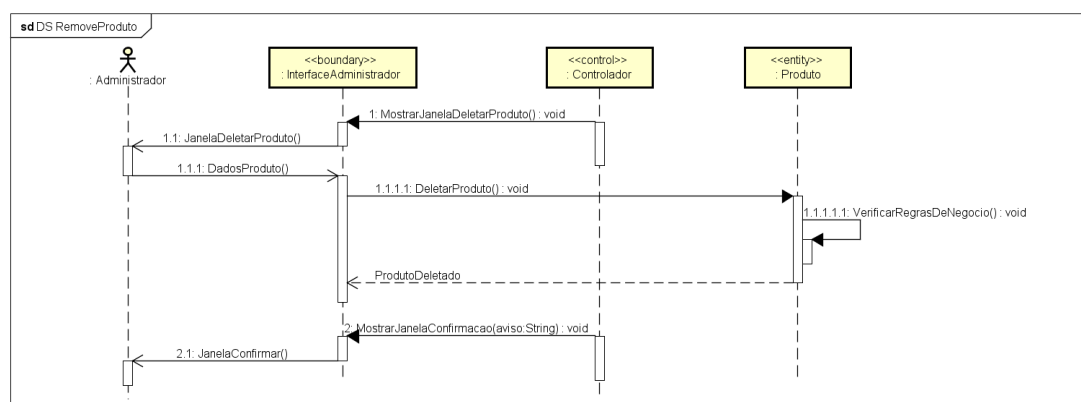 sd DS RemoveProduto
: Administrador
<<boundary>>
: InterfaceAdministrador
<<control>>
: Controlador
<<entity>>
: Produto
1: MostrarJanelaDeletarProduto() : void
1.1: JanelaDeletarProduto()
1.1.1: DadosProduto()
1.1.1.1: DeletarProduto() : void
1.1.1.1.1: VerificarRegrasDeNegocio() : void
ProdutoDeletado
2: MostrarJanelaConfirmacao(aviso:String) : void
2.1: JanelaConfirmar()